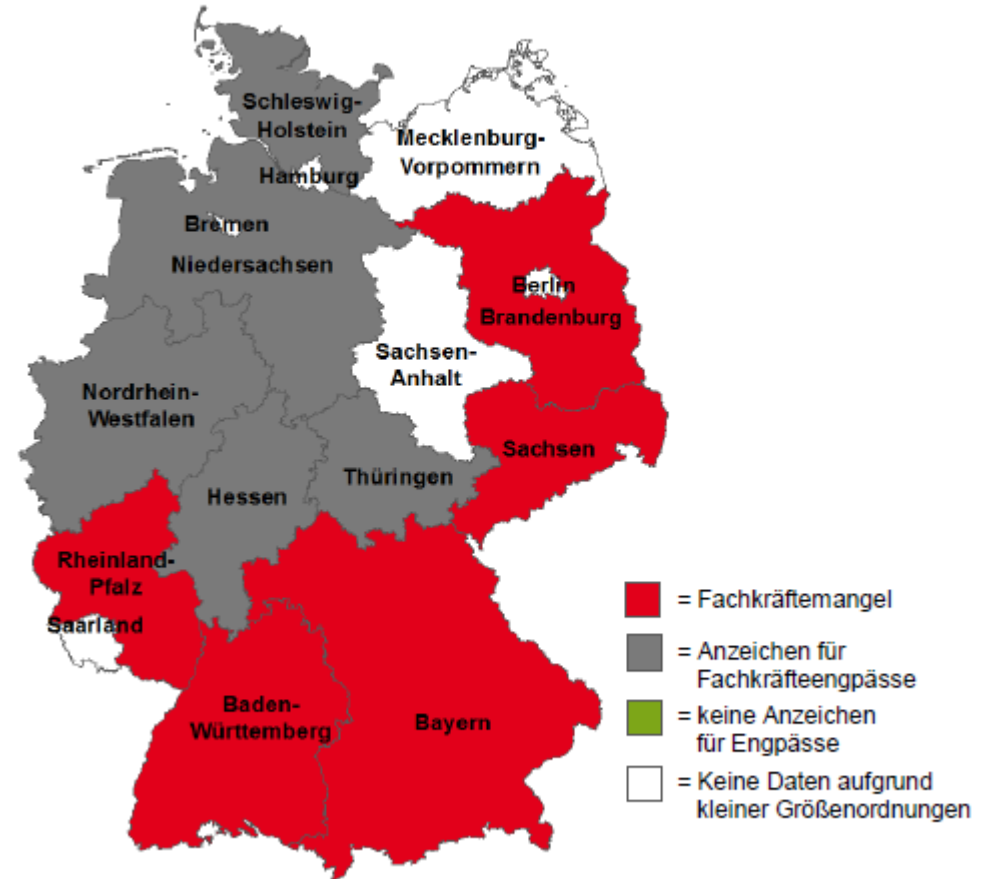 Schleswig-
Holstein
Mecklenburg-
Vorpommern
Hamburg
Bremen
Niedersachsen
Berlin
Brandenburg
Sachsen-
Anhalt
Nordrhein-
Westfalen
Sachsen
Thüringen
Hessen
Rheinland-
Pfalz
Saarland
Baden-
Württemberg
Bayern
= Fachkräftemangel
= Anzeichen für
Fachkräfteengpässe
= keine Anzeichen
für Engpässe
= Keine Daten aufgrund
kleiner Größenordnungen